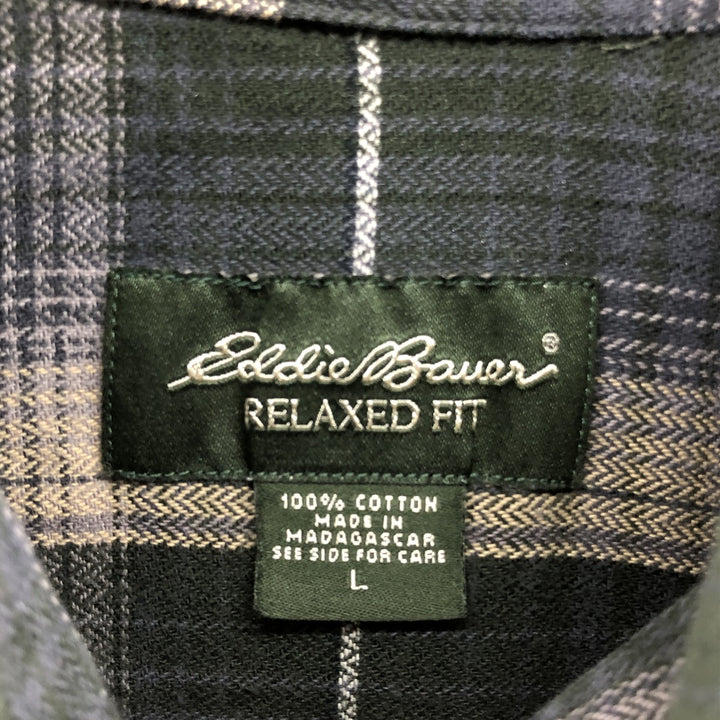 Eddie Bauer®
RELAXED FIT
100% COTTON
MADE IN
MADAGASCAR
SEE SIDE FOR CARE
L